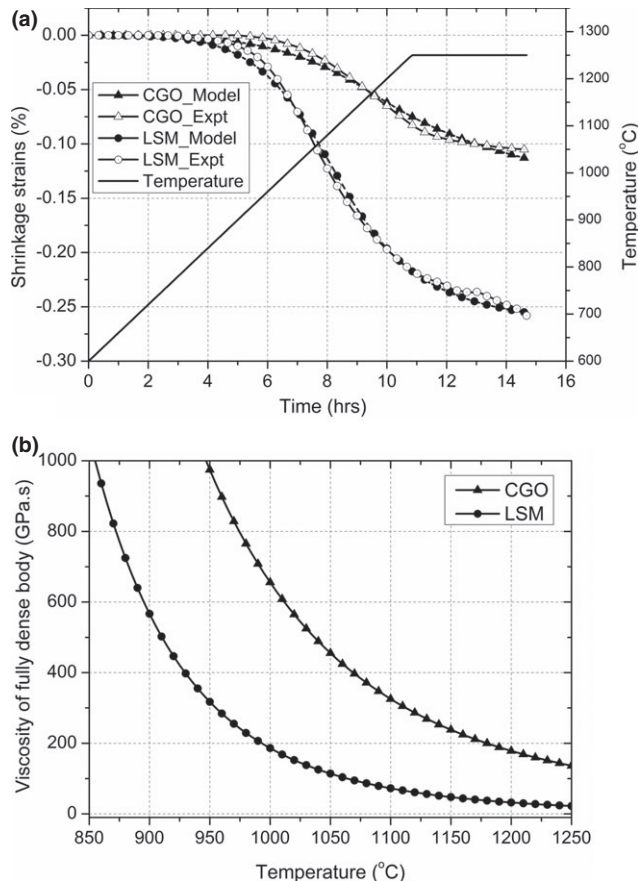 (a)
0.00
-0.05
-0.10
-0.15
-0.20
-0.25
-0.30
Shrinkage strains (%)
CGO_Model
CGO_Expt
LSM_Model
LSM_Expt
Temperature
1300
1200
1100
1000
900
800
700
600
Temperature (°C)
0 2 4 6 8 10 12 14 16
Time (hrs)
(b)
1000
800
600
400
200
0
Viscosity of fully dense body (GPa.s)
CGO
LSM
850 900 950 1000 1050 1100 1150 1200 1250
Temperature (°C)